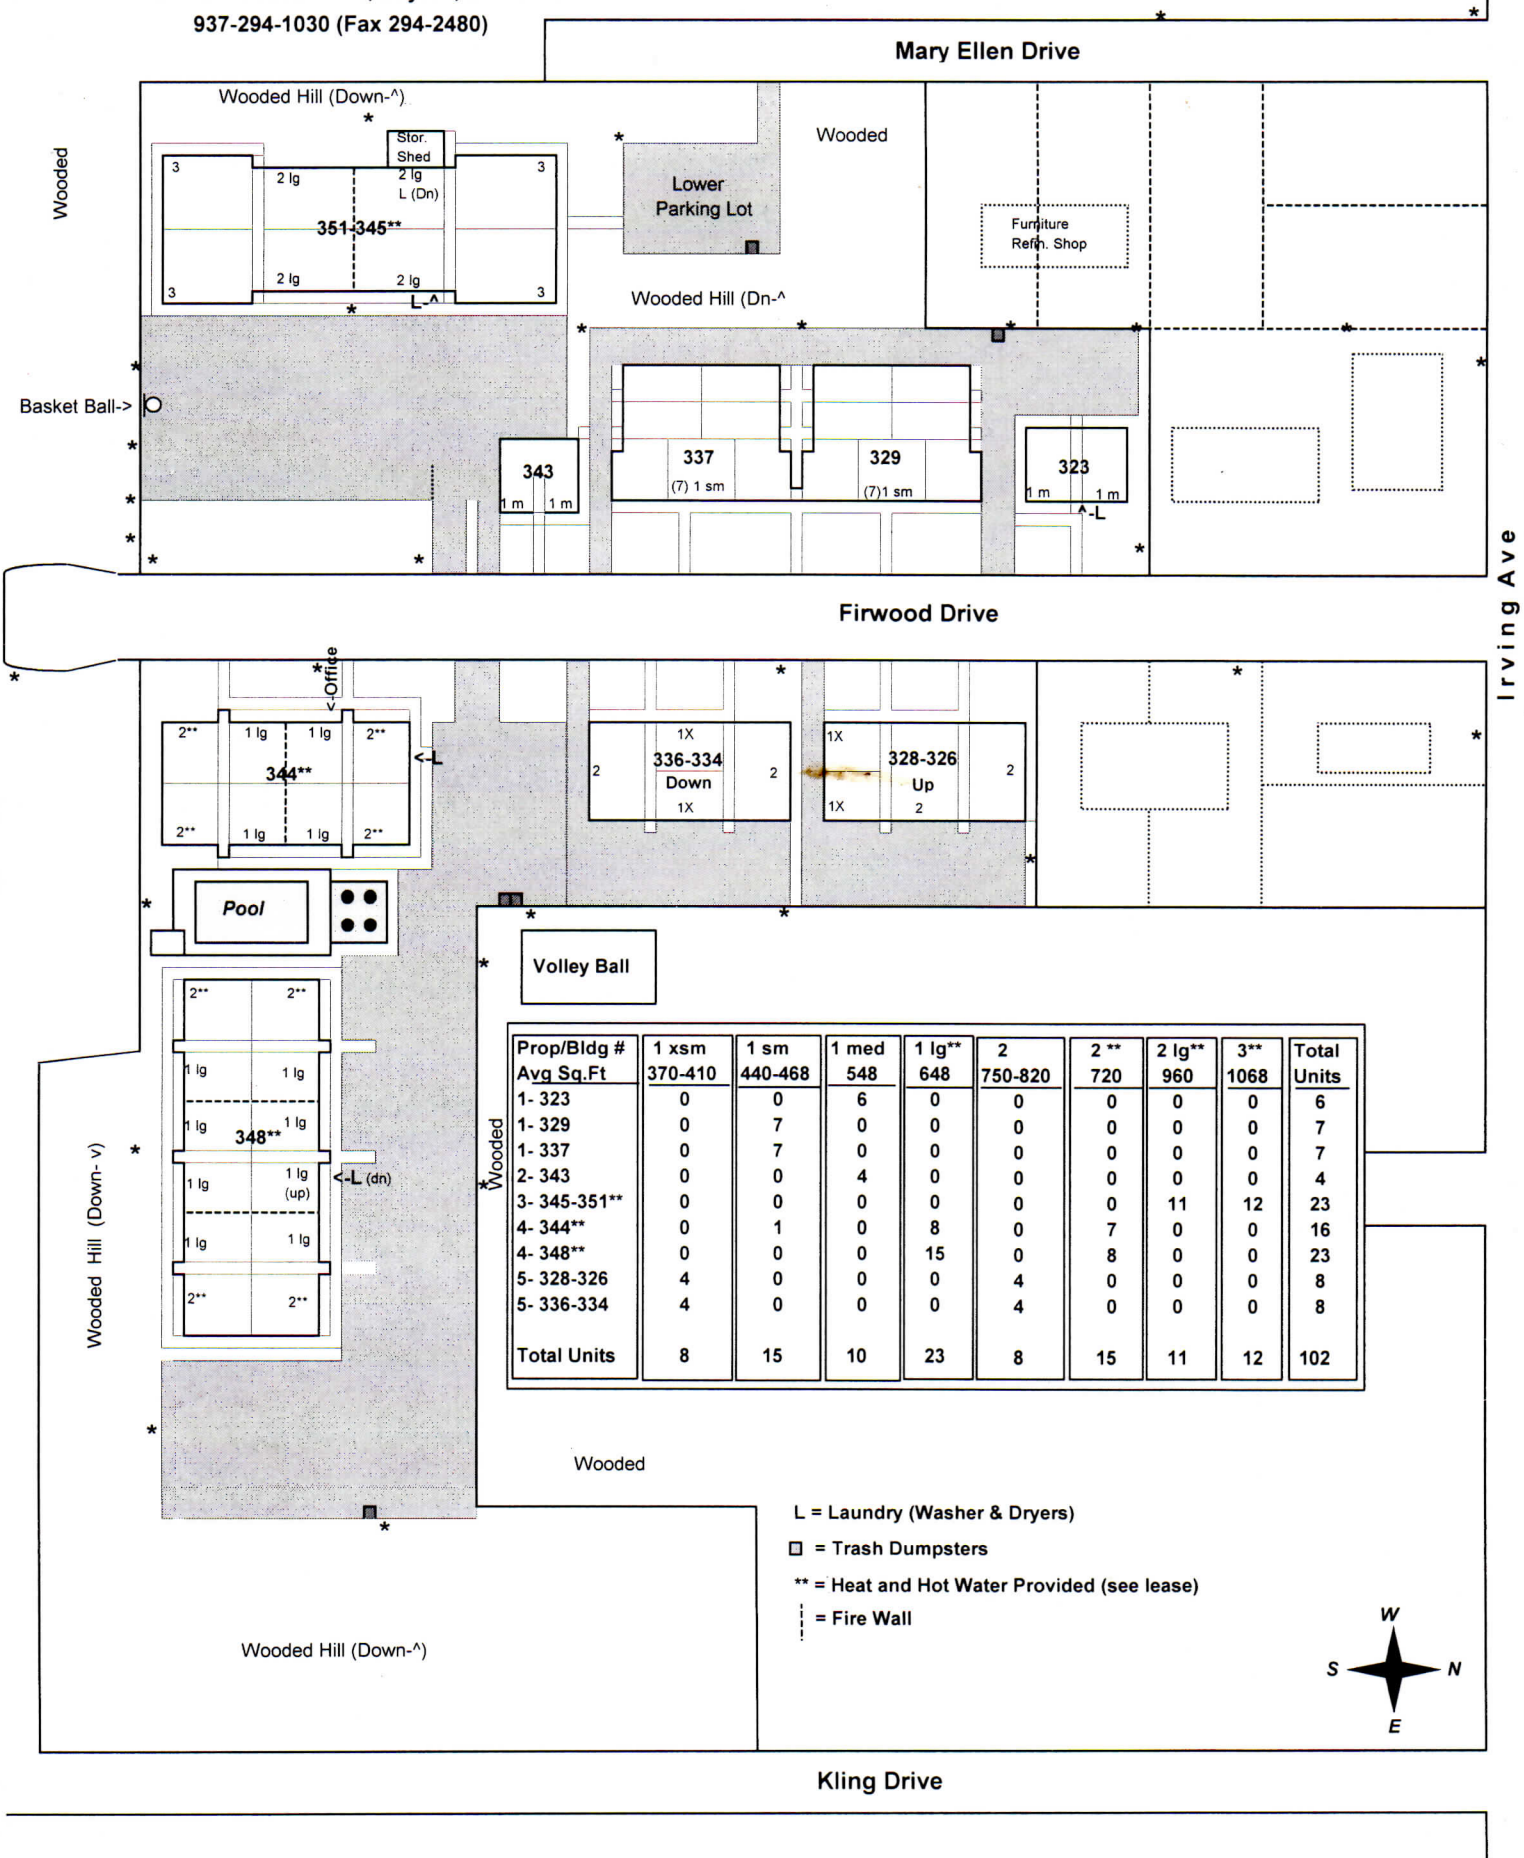 937-294-1030 (Fax 294-2480)
*
*
Mary Ellen Drive
Wooded Hill (Down-^)
*
Stor.
Shed
*
Wooded
Wooded
3
2 lg
2 lg
L (Dn)
3
351-345**
3
2 lg
2 lg
3
L-^
*
Lower
Parking Lot
Furniture
Refin. Shop
Wooded Hill (Dn-^
*
*
*
*
*
*
*
Basket Ball->
*
*
*
*
*
343
1 m
1 m
337
(7) 1 sm
329
(7)1 sm
323
1 m
1 m
^-L
*
Irving Ave
Firwood Drive
*
*
<-Office
*
*
*
2**
1 lg
1 lg
2**
<-L
344**
2**
1 lg
1 lg
2**
1X
2
336-334
Down
2
1X
1X
328-326
Up
2
1X
2
*
*
Pool
*
*
*
Volley Ball
2**
2**
1 lg
1 lg
1 lg
1 lg
348**
1 lg
1 lg
(up)
<-L (dn)
1 lg
1 lg
2**
2**
*
Wooded Hill (Down- v)
*
Wooded
*
Prop/Bldg # 1 xsm 1 sm 1 med 1 lg** 2 2 ** 2 lg** 3** Total
Avg Sq.Ft 370-410 440-468 548 648 750-820 720 960 1068 Units
1- 323 0 0 6 0 0 0 0 0 6
1- 329 0 7 0 0 0 0 0 0 7
1- 337 0 7 0 0 0 0 0 0 7
2- 343 0 0 4 0 0 0 0 0 4
3- 345-351** 0 0 0 0 0 0 11 12 23
4- 344** 0 1 0 8 0 7 0 0 16
4- 348** 0 0 0 15 0 8 0 0 23
5- 328-326 4 0 0 0 4 0 0 0 8
5- 336-334 4 0 0 0 4 0 0 0 8
Total Units 8 15 10 23 8 15 11 12 102
*
Wooded
*
L = Laundry (Washer & Dryers)
= Trash Dumpsters
** = Heat and Hot Water Provided (see lease)
= Fire Wall
Wooded Hill (Down-^)
W
S
N
E
Kling Drive